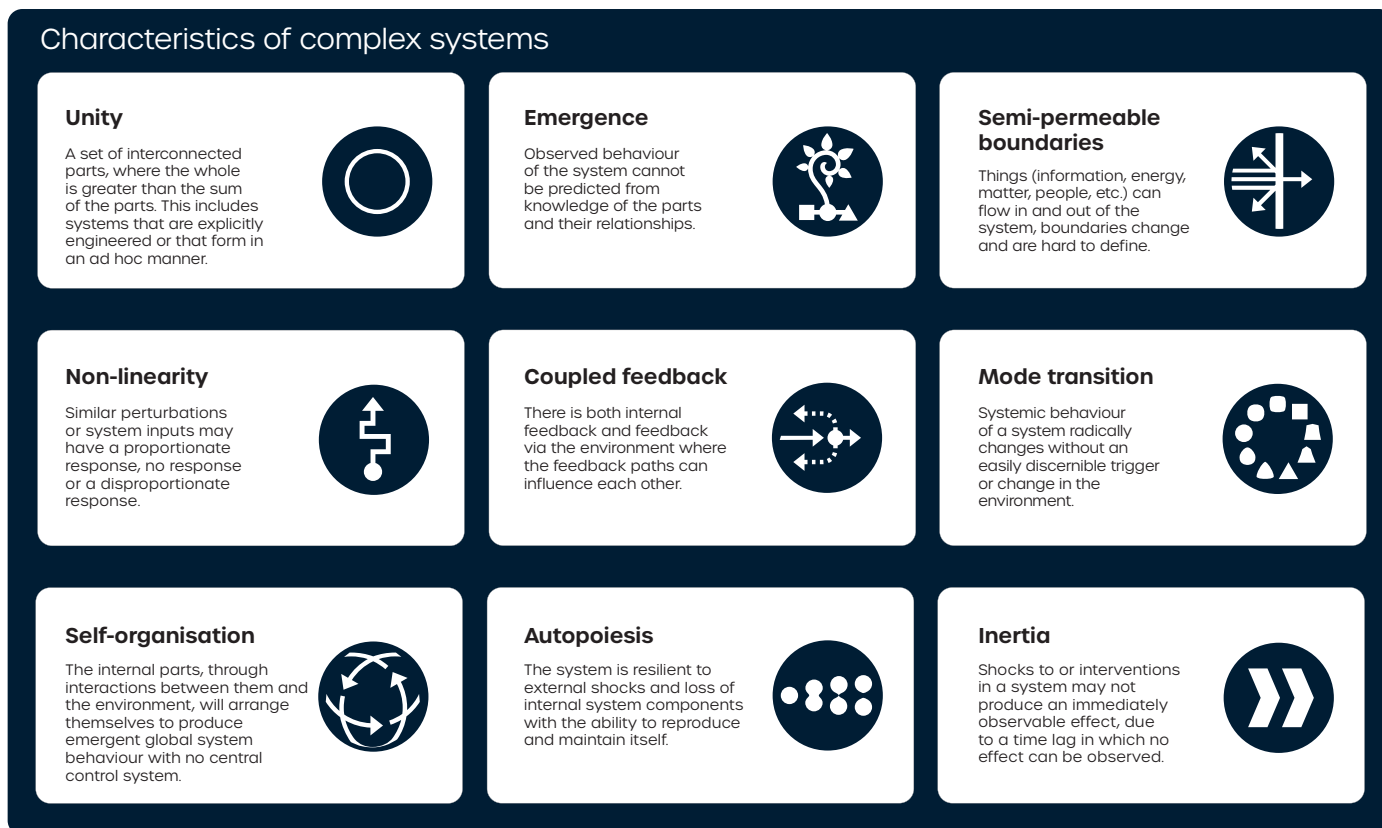 Characteristics of complex systems
Unity
A set of interconnected
parts, where the whole
is greater than the sum
of the parts. This includes
systems that are explicitly
engineered or that form in
an ad hoc manner.
Emergence
Observed behaviour
of the system cannot
be predicted from
knowledge of the parts
and their relationships.
Semi-permeable
boundaries
Things (information, energy,
matter, people, etc.) can
flow in and out of the
system, boundaries change
and are hard to define.
Non-linearity
Similar perturbations
or system inputs may
have a proportionate
response, no response
or a disproportionate
response.
Coupled feedback
There is both internal
feedback and feedback
via the environment where
the feedback paths can
influence each other.
Mode transition
Systemic behaviour
of a system radically
changes without an
easily discernible trigger
or change in the
environment.
Self-organisation
The internal parts, through
interactions between them and
the environment, will arrange
themselves to produce
emergent global system
behaviour with no central
control system.
Autopoiesis
The system is resilient to
external shocks and loss of
internal system components
with the ability to reproduce
and maintain itself.
Inertia
Shocks to or interventions
in a system may not
produce an immediately
observable effect, due
to a time lag in which no
effect can be observed.